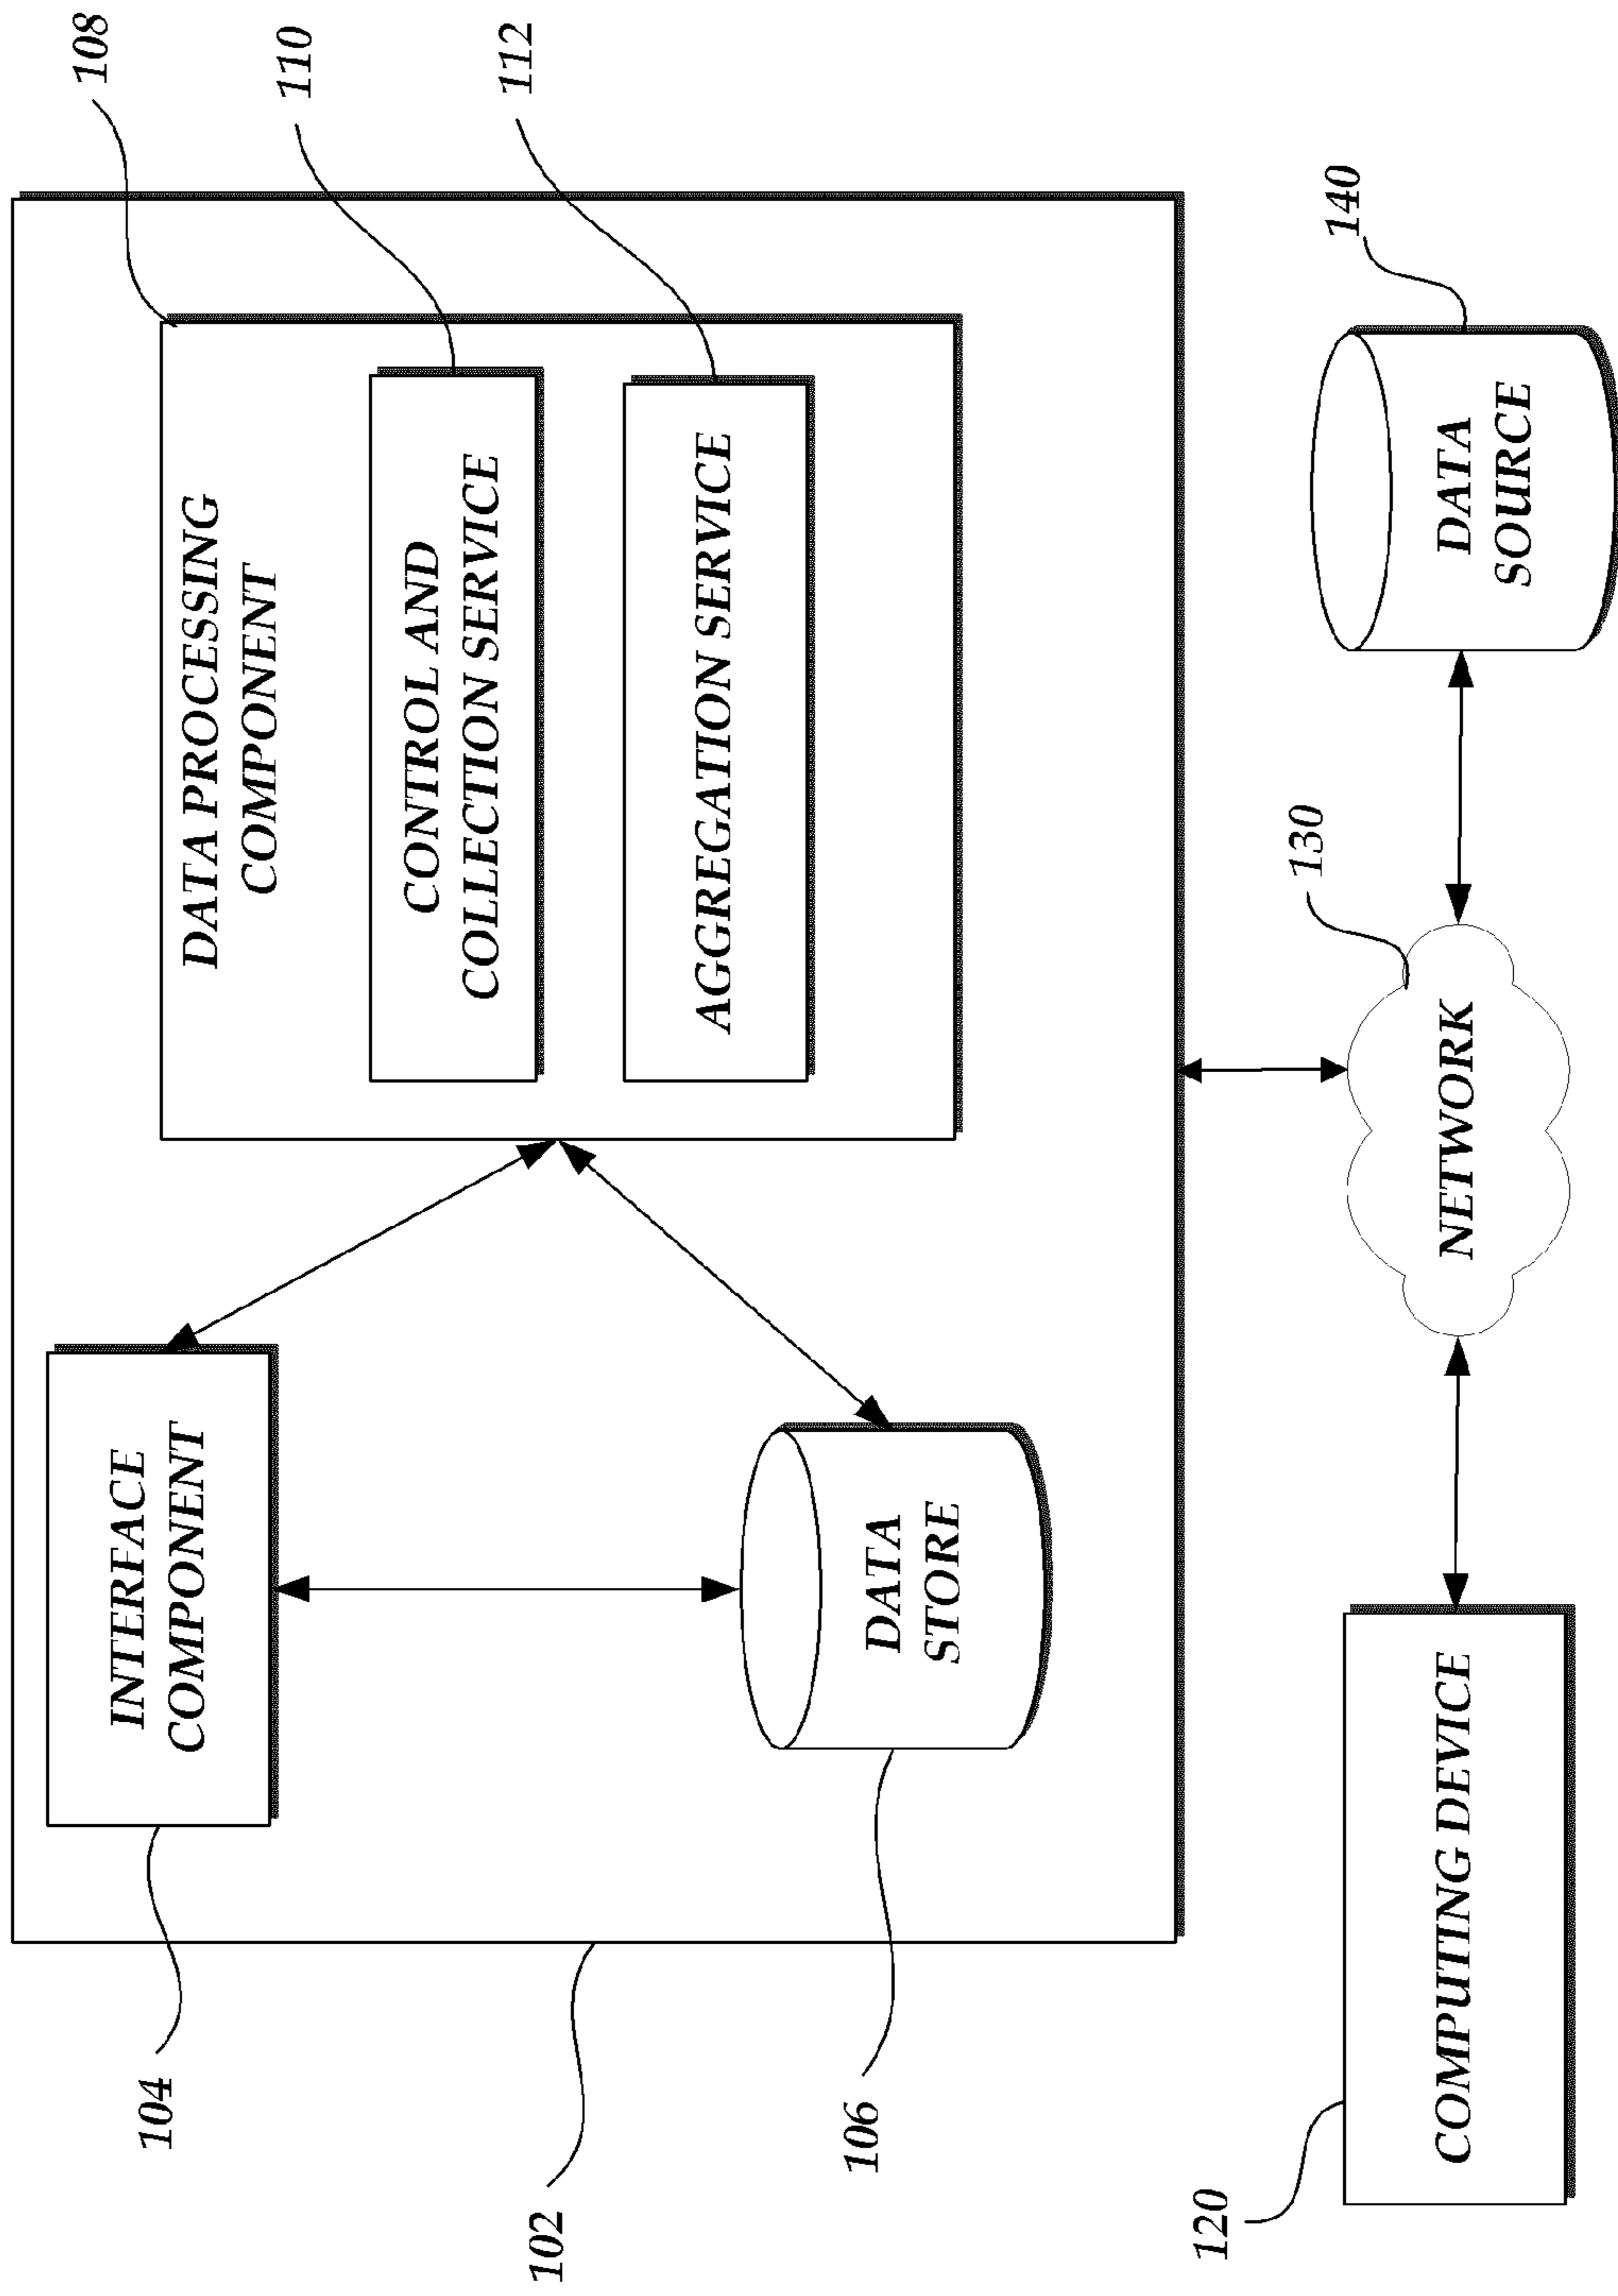 108
110
112
DATA PROCESSING
COMPONENT
CONTROL AND
COLLECTION SERVICE
AGGREGATION SERVICE
INTERFACE
COMPONENT
DATA
STORE
104
102
106
140
DATA
SOURCE
130
NETWORK
COMPUTING DEVICE
120